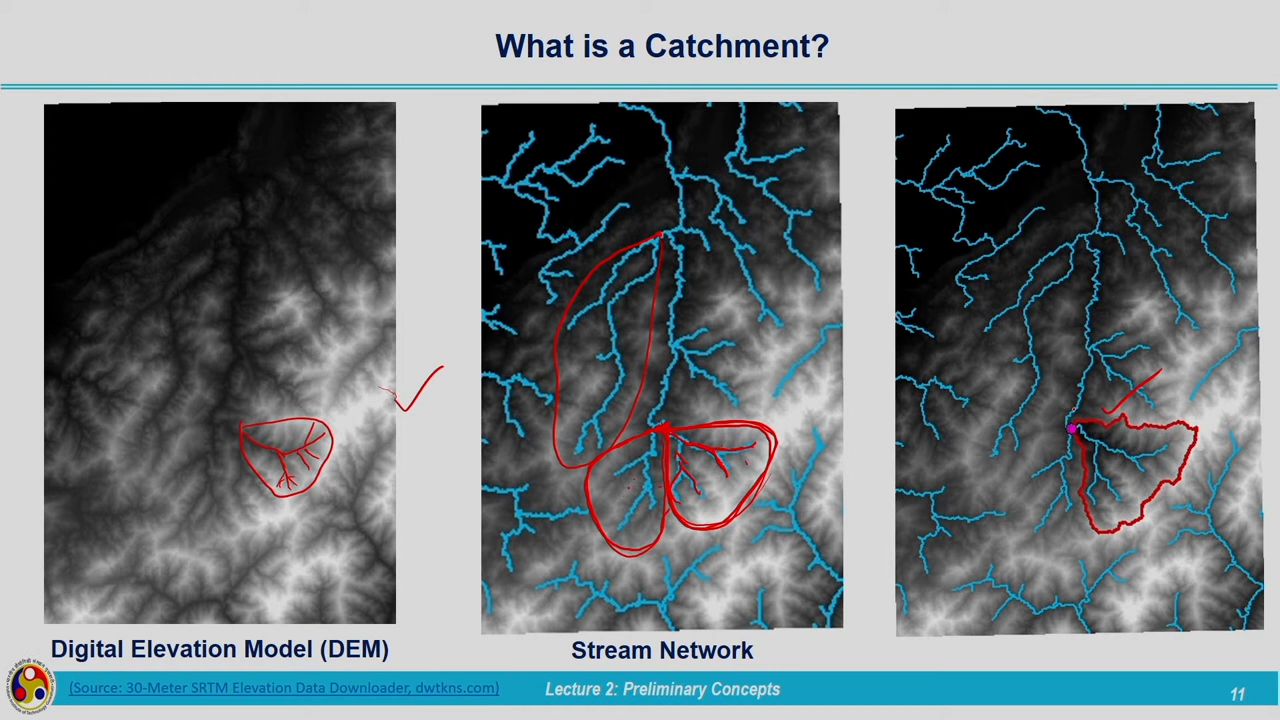 What is a Catchment?
Digital Elevation Model (DEM)
Stream Network
(Source: 30-Meter SRTM Elevation Data Downloader, dwtkns.com)
Lecture 2: Preliminary Concepts
11